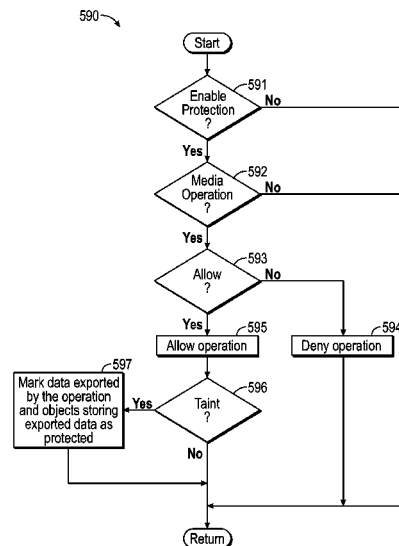 590
Start
591
Enable
Protection
?
No
Yes
592
Media
Operation
?
No
Yes
593
Allow
?
No
Yes
595
Allow operation
594
Deny operation
597
Mark data exported
by the operation
and objects storing
exported data as
protected
596
Taint
?
Yes
No
Return